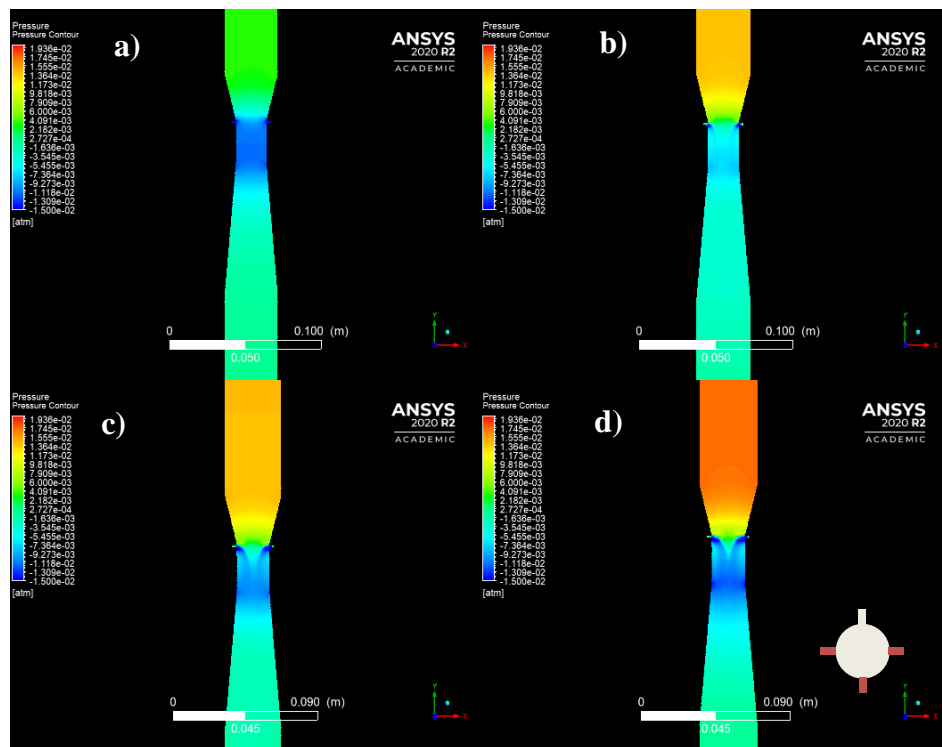 Pressure
Pressure Contour
1.936e-02
1.745e-02
1.555e-02
1.364e-02
1.173e-02
9.818e-03
7.909e-03
6.000e-03
4.091e-03
2.182e-03
2.727e-04
-1.636e-03
-3.545e-03
-5.455e-03
-7.364e-03
-9.273e-03
-1.118e-02
-1.309e-02
-1.500e-02
[atm]
a)
ANSYS
2020 R2
ACADEMIC
0
0.100 (m)
0.050
Y
X
Pressure
Pressure Contour
1.936e-02
1.745e-02
1.555e-02
1.364e-02
1.173e-02
9.818e-03
7.909e-03
6.000e-03
4.091e-03
2.182e-03
2.727e-04
-1.636e-03
-3.545e-03
-5.455e-03
-7.364e-03
-9.273e-03
-1.118e-02
-1.309e-02
-1.500e-02
[atm]
b)
ANSYS
2020 R2
ACADEMIC
0
0.100 (m)
0.050
Y
X
Pressure
Pressure Contour
1.936e-02
1.745e-02
1.555e-02
1.364e-02
1.173e-02
9.818e-03
7.909e-03
6.000e-03
4.091e-03
2.182e-03
2.727e-04
-1.636e-03
-3.545e-03
-5.455e-03
-7.364e-03
-9.273e-03
-1.118e-02
-1.309e-02
-1.500e-02
[atm]
c)
ANSYS
2020 R2
ACADEMIC
0
0.090 (m)
0.045
Y
X
Pressure
Pressure Contour
1.936e-02
1.745e-02
1.555e-02
1.364e-02
1.173e-02
9.818e-03
7.909e-03
6.000e-03
4.091e-03
2.182e-03
2.727e-04
-1.636e-03
-3.545e-03
-5.455e-03
-7.364e-03
-9.273e-03
-1.118e-02
-1.309e-02
-1.500e-02
[atm]
d)
ANSYS
2020 R2
ACADEMIC
0
0.090 (m)
0.045
Y
X